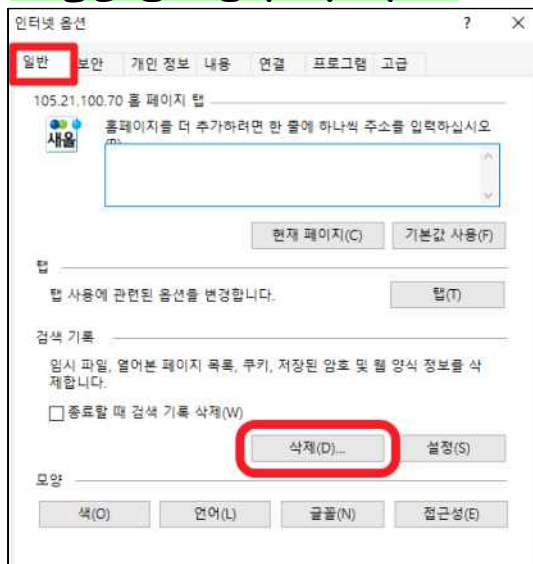 인터넷 옵션 ? ×
일반 보안 개인 정보 내용 연결 프로그램 고급
105.21.100.70 홈 페이지 탭
새올
홈페이지를 더 추가하려면 한 줄에 하나씩 주소를 입력하십시오
현재 페이지(C) 기본값 사용(F)
탭
탭 사용에 관련된 옵션을 변경합니다. 탭(T)
검색 기록
임시 파일, 열어본 페이지 목록, 쿠키, 저장된 암호 및 웹 양식 정보를 삭
제합니다.
종료할 때 검색 기록 삭제(W)
삭제(D)... 설정(S)
모양
색(O) 언어(L) 글꼴(N) 접근성(E)